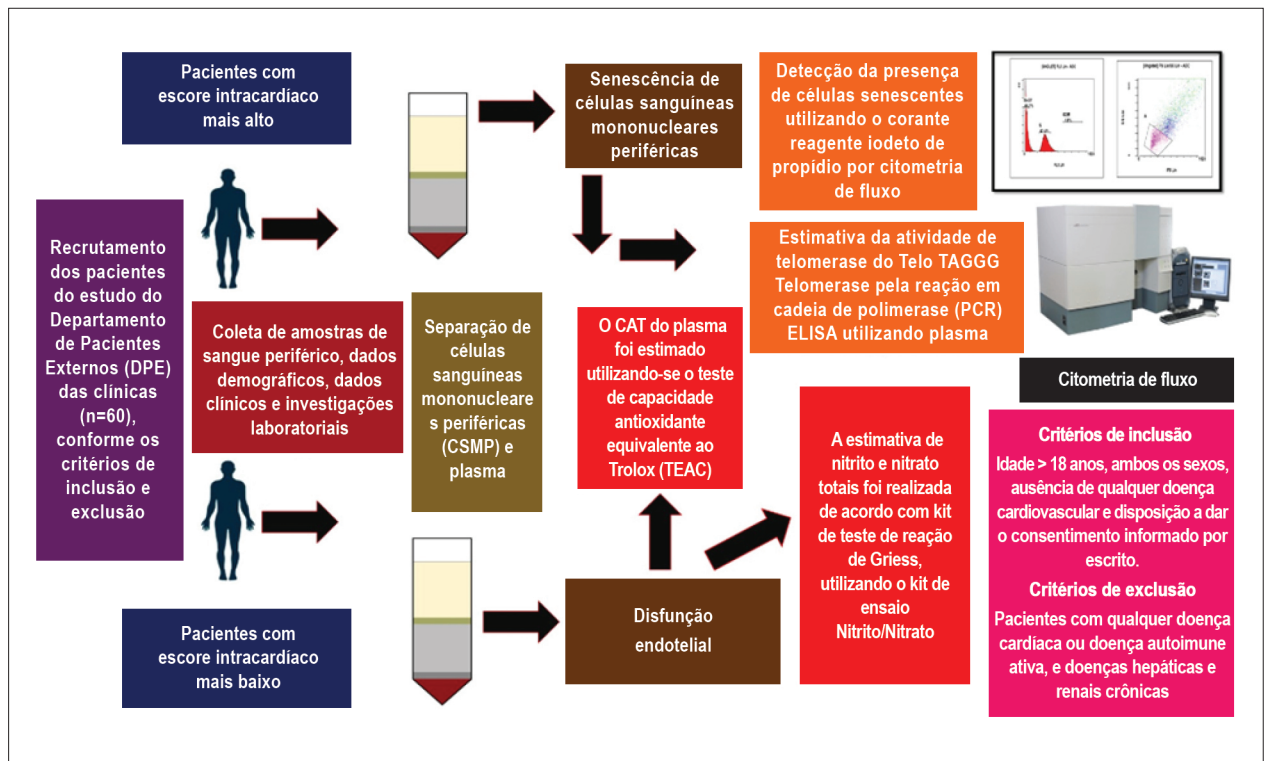 Pacientes com
escore intracardíaco
mais alto
Senescência de
células sanguíneas
mononucleares
periféricas
Detecção da presença
de células senescentes
utilizando o corante
reagente iodeto de
propídio por citometria
de fluxo
Recrutamento
dos pacientes
do estudo do
Departamento
de Pacientes
Externos (DPE)
das clínicas
(n=60),
conforme os
critérios de
inclusão e
exclusão
Coleta de amostras de
sangue periférico, dados
demográficos, dados
clínicos e investigações
laboratoriais
Separação de
células
sanguíneas
mononucleare
s periféricas
(CSMP) e
plasma
O CAT do plasma
foi estimado
utilizando-se o teste
de capacidade
antioxidante
equivalente ao
Trolox (TEAC)
Estimativa da atividade de
telomerase do Telo TAGGG
Telomerase pela reação em
cadeia de polimerase (PCR)
ELISA utilizando plasma
Citometria de fluxo
A estimativa de
nitrito e nitrato
totais foi realizada
de acordo com kit
de teste de reação
de Griess,
utilizando o kit de
ensaio
Nitrito/Nitrato
Critérios de inclusão
Idade > 18 anos, ambos os sexos,
ausência de qualquer doença
cardiovascular e disposição a dar
o consentimento informado por
escrito.
Critérios de exclusão
Pacientes com qualquer doença
cardíaca ou doença autoimune
ativa, e doenças hepáticas e
renais crônicas
Disfunção
endotelial
Pacientes com
escore intracardíaco
mais baixo